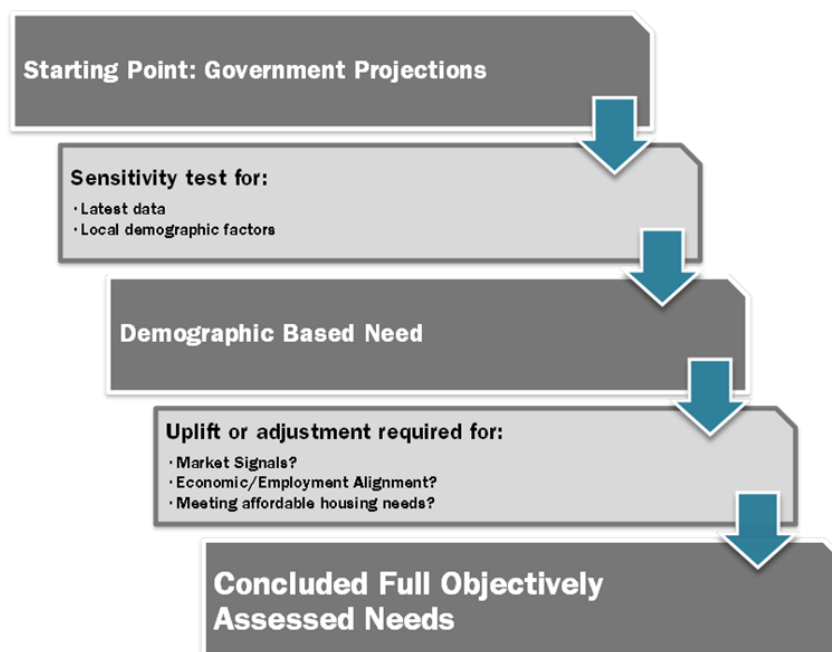 Starting Point: Government Projections
Sensitivity test for:
· Latest data
· Local demographic factors
Demographic Based Need
Uplift or adjustment required for:
· Market Signals?
· Economic/Employment Alignment?
· Meeting affordable housing needs?
Concluded Full Objectively
Assessed Needs